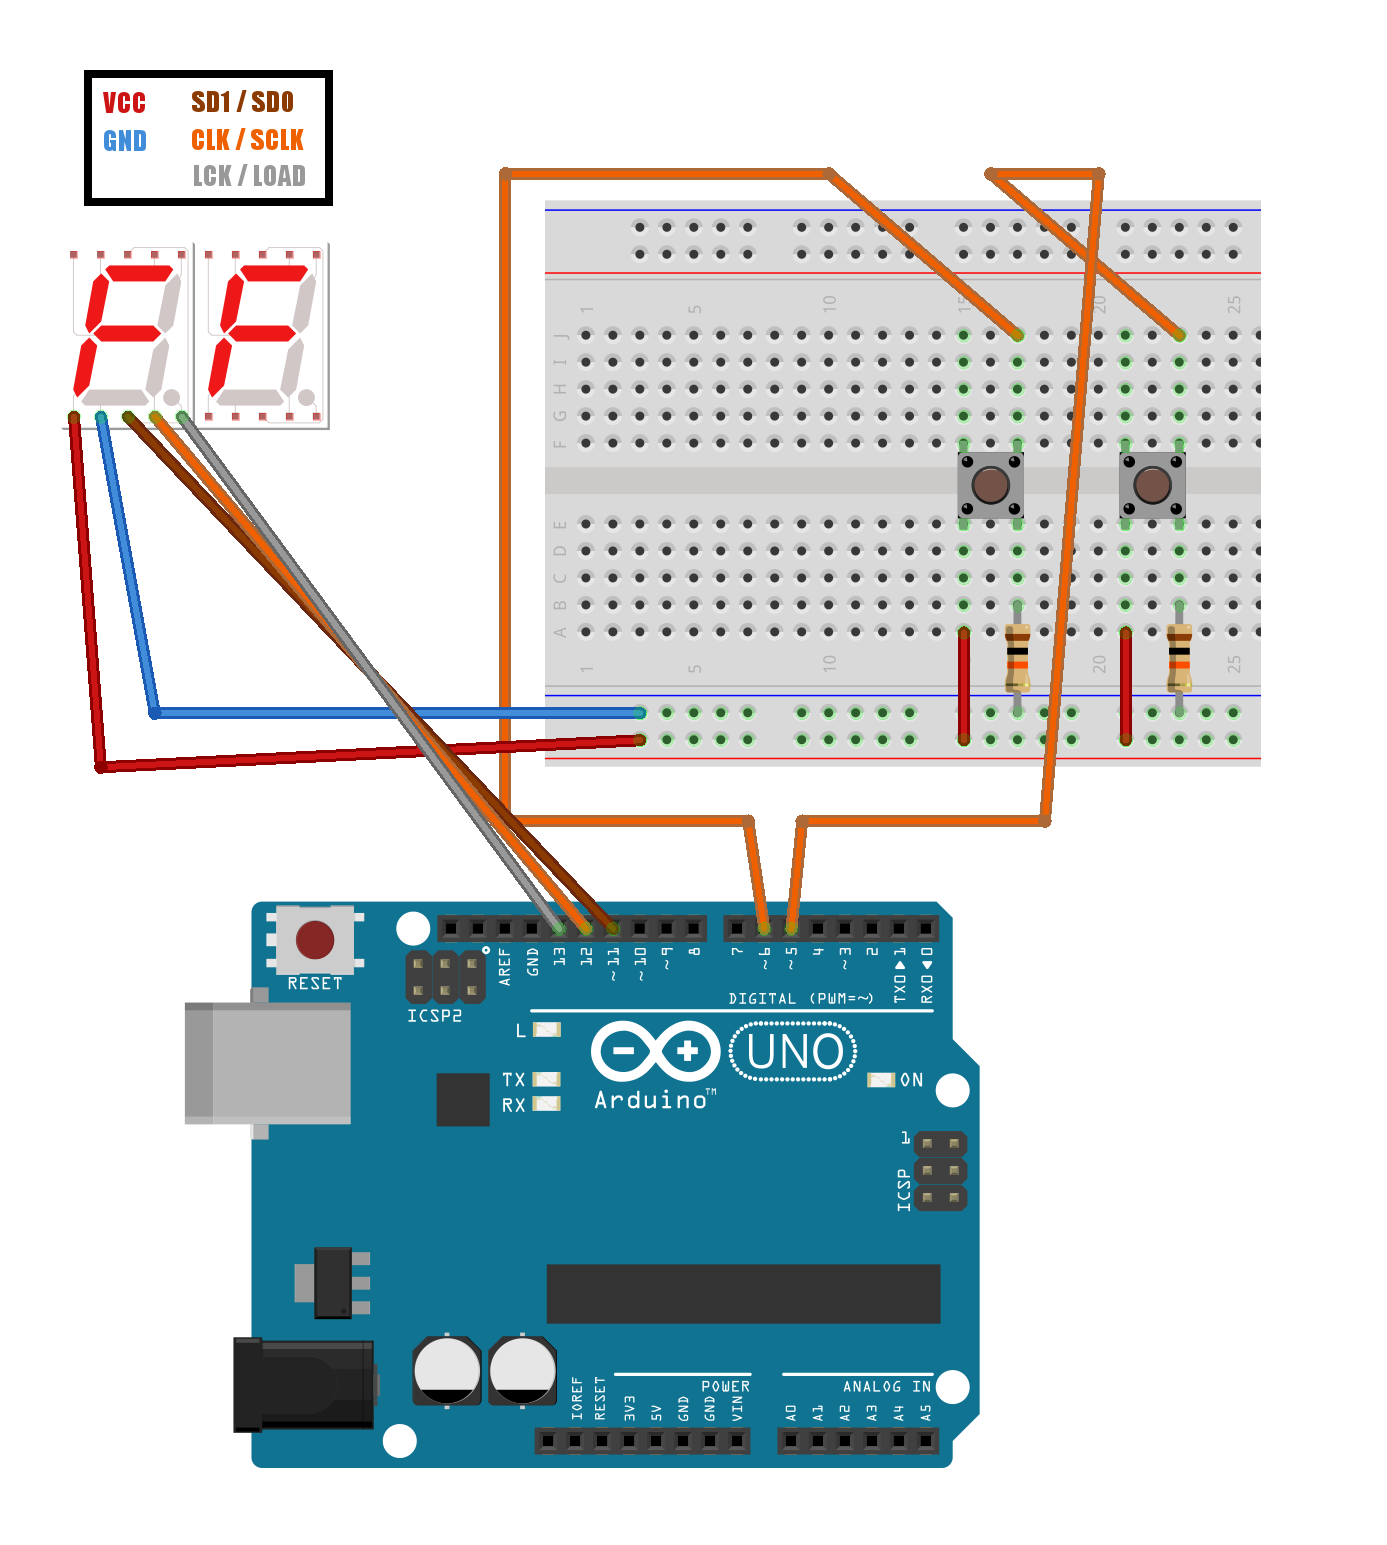 VCC SD1 / SD0
GND CLK / SCLK
LCK / LOAD
1 5 10 15 20 25
J
I
H
G
F
E
D
C
B
A
1 5 10 20 25
RESET
ICSP2
AREF
GND
13
12
~11
~10
~9
8
7
~6
~5
4
~3
2
TX0▶1
RX0◀0
DIGITAL (PWM=~)
L
TX
RX
Arduino™
UNO
ON
1
ICSP
IOREF
RESET
3V3
5V
GND
GND
VIN
POWER
ANALOG IN
A0
A1
A2
A3
A4
A5